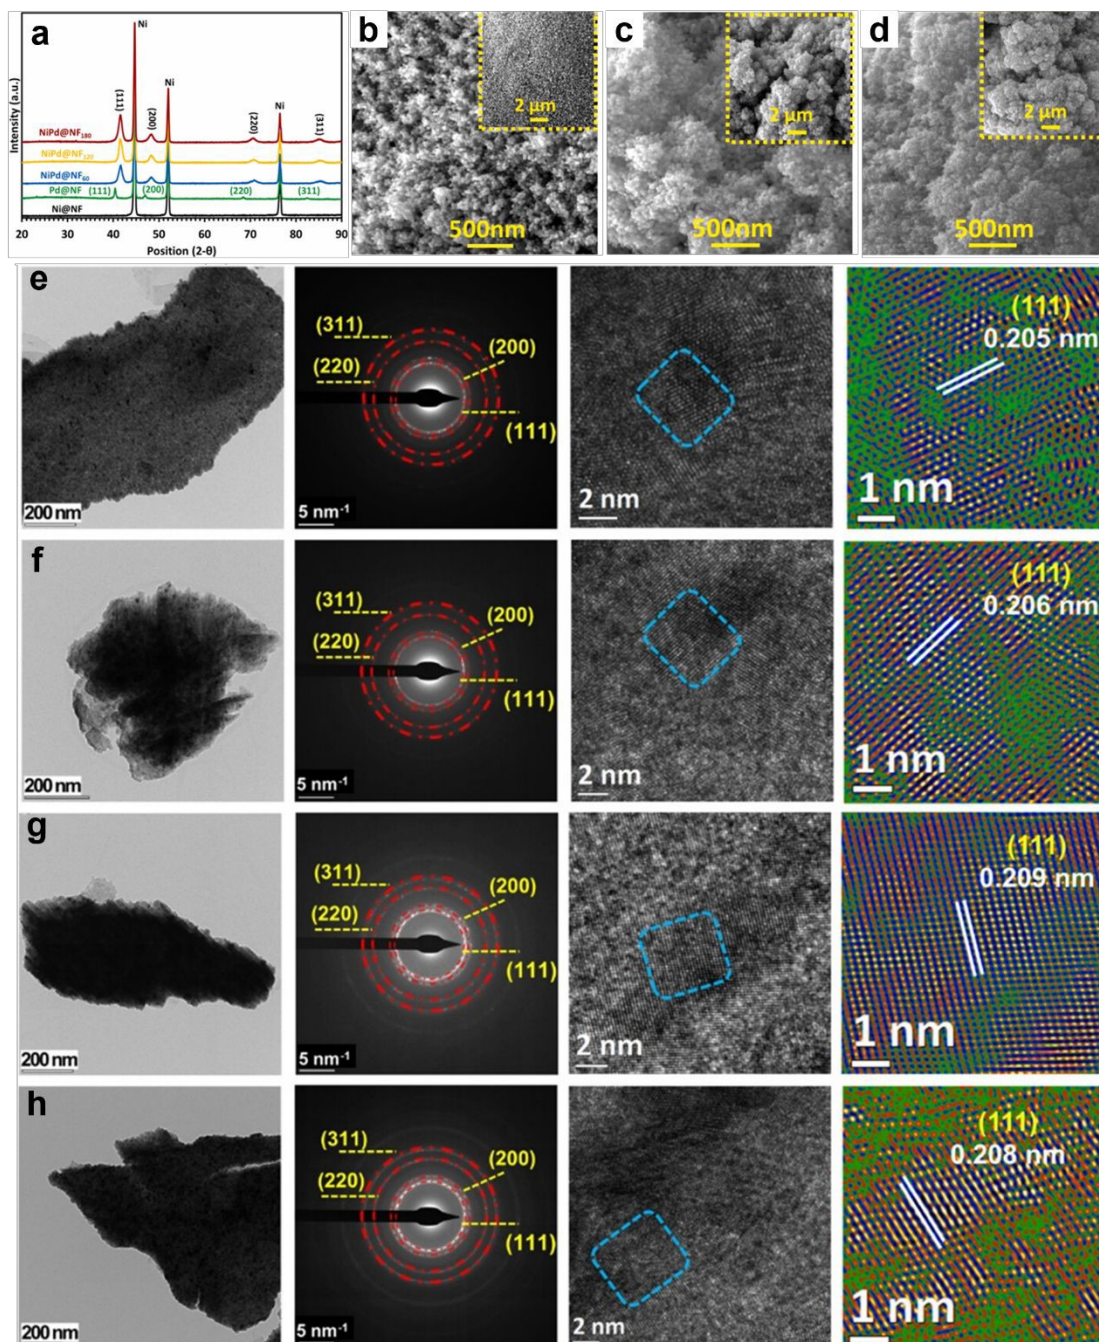 a
Intensity (a.u.)
Ni
Ni
Ni
(111)
(200)
(220)
(311)
NiPd@NF180
NiPd@NF120
NiPd@NF60
Pd@NF
(111)
(200)
(220)
(311)
Ni@NF
20 30 40 50 60 70 80 90
Position (2-θ)
b
2 µm
500nm
c
2 µm
500nm
d
2 µm
500nm
e
200 nm
(311)
(220)
(200)
(111)
5 nm-1
2 nm
(111)
0.205 nm
1 nm
f
200 nm
(311)
(220)
(200)
(111)
5 nm-1
2 nm
(111)
0.206 nm
1 nm
g
200 nm
(311)
(220)
(200)
(111)
5 nm-1
2 nm
(111)
0.209 nm
1 nm
h
200 nm
(311)
(220)
(200)
(111)
5 nm-1
2 nm
(111)
0.208 nm
1 nm